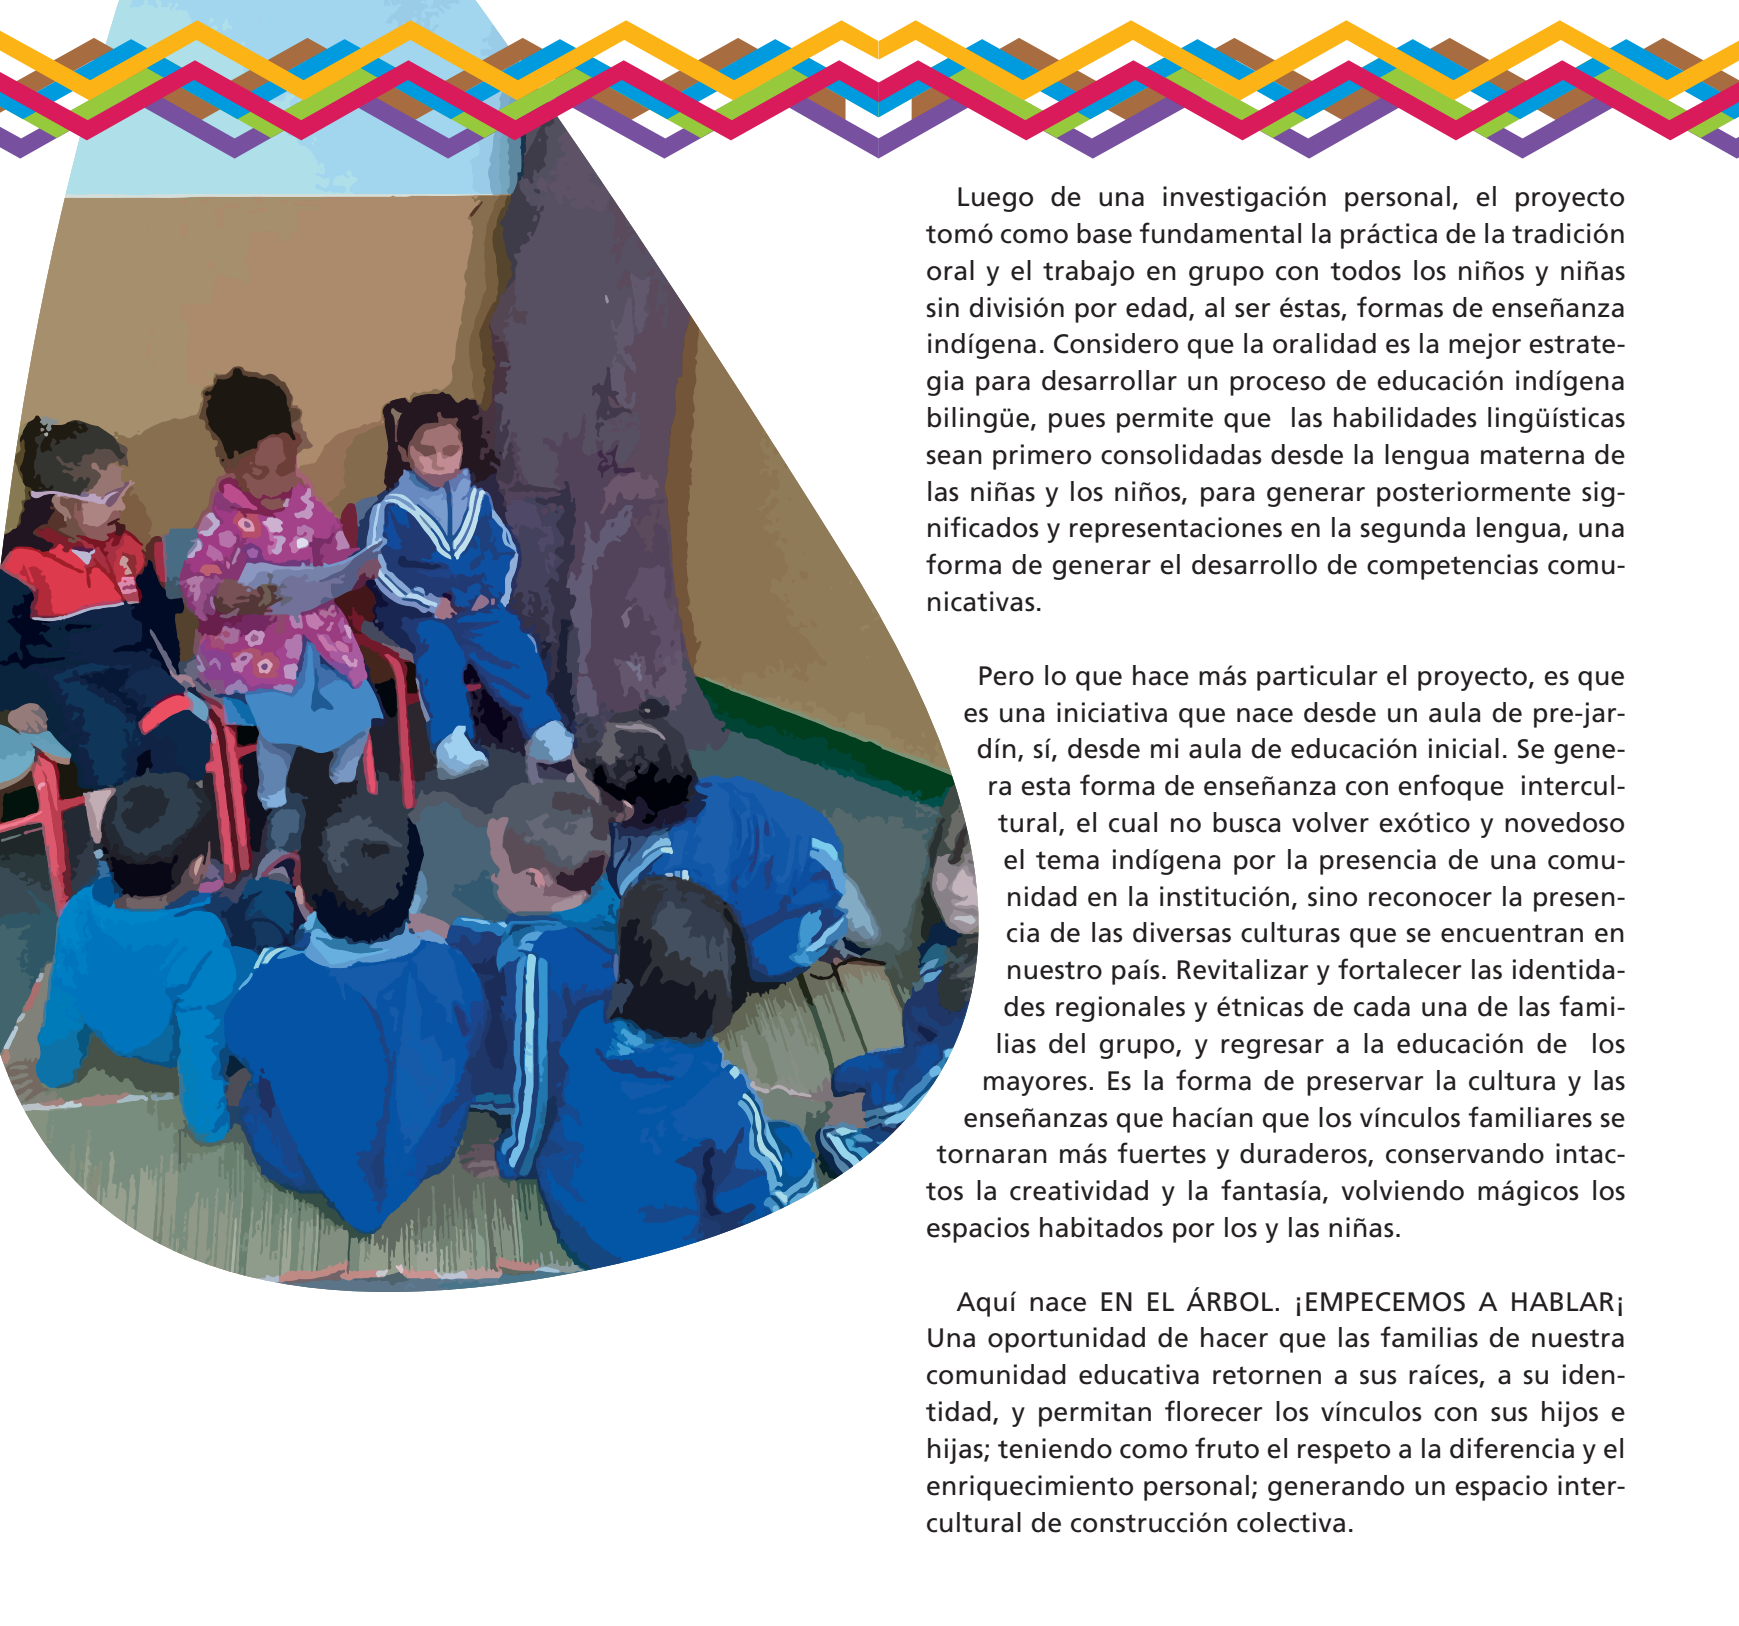 Luego de una investigación personal, el proyecto
tomó como base fundamental la práctica de la tradición
oral y el trabajo en grupo con todos los niños y niñas
sin división por edad, al ser éstas, formas de enseñanza
indígena. Considero que la oralidad es la mejor estrate-
gia para desarrollar un proceso de educación indígena
bilingüe, pues permite que las habilidades lingüísticas
sean primero consolidadas desde la lengua materna de
las niñas y los niños, para generar posteriormente sig-
nificados y representaciones en la segunda lengua, una
forma de generar el desarrollo de competencias comu-
nicativas.
Pero lo que hace más particular el proyecto, es que
es una iniciativa que nace desde un aula de pre-jar-
dín, sí, desde mi aula de educación inicial. Se gene-
ra esta forma de enseñanza con enfoque intercul-
tural, el cual no busca volver exótico y novedoso
el tema indígena por la presencia de una comu-
nidad en la institución, sino reconocer la presen-
cia de las diversas culturas que se encuentran en
nuestro país. Revitalizar y fortalecer las identida-
des regionales y étnicas de cada una de las fami-
lias del grupo, y regresar a la educación de los
mayores. Es la forma de preservar la cultura y las
enseñanzas que hacían que los vínculos familiares se
tornaran más fuertes y duraderos, conservando intac-
tos la creatividad y la fantasía, volviendo mágicos los
espacios habitados por los y las niñas.
Aquí nace EN EL ÁRBOL. ¡EMPECEMOS A HABLAR¡
Una oportunidad de hacer que las familias de nuestra
comunidad educativa retornen a sus raíces, a su iden-
tidad, y permitan florecer los vínculos con sus hijos e
hijas; teniendo como fruto el respeto a la diferencia y el
enriquecimiento personal; generando un espacio inter-
cultural de construcción colectiva.